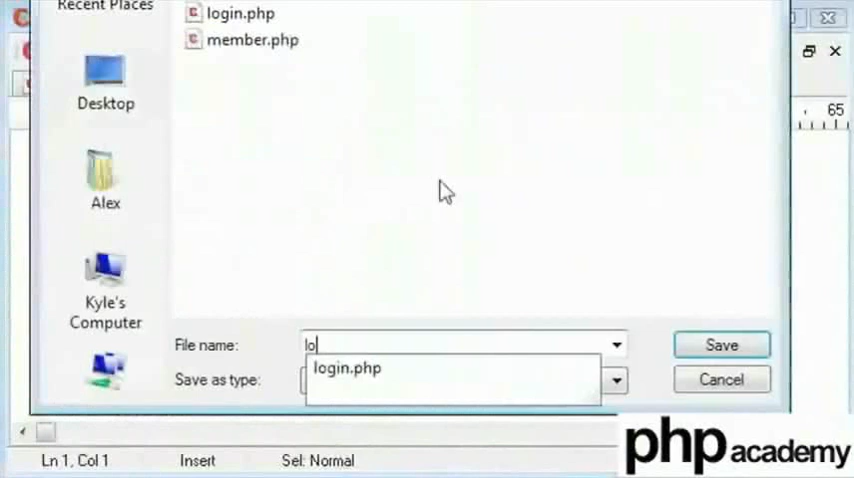 Recent Places
login.php
member.php
65
Desktop
Alex
Kyle's
Computer
File name:
lo
Save
login.php
Save as type:
Cancel
Ln 1, Col 1
Insert
Sel: Normal
php academy